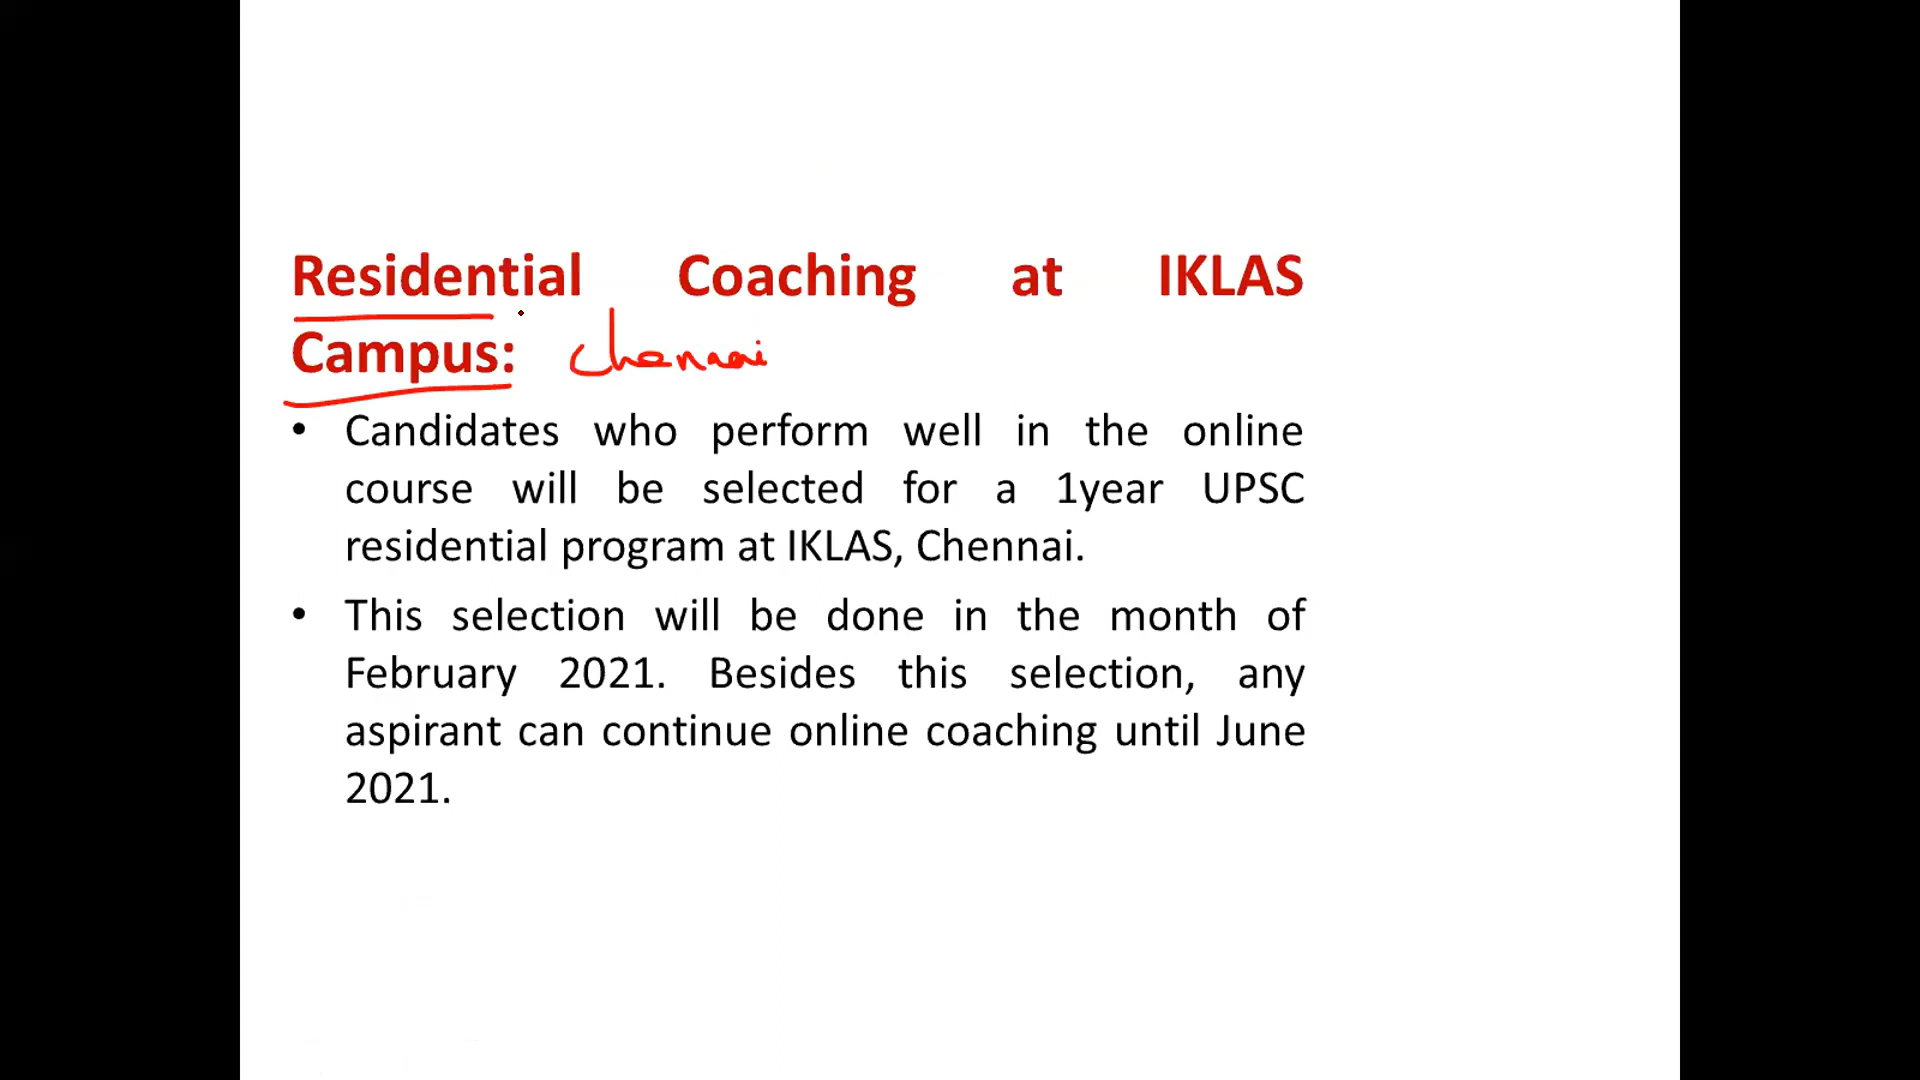 Residential Coaching at IKLAS
Campus: Chennai
• Candidates who perform well in the online
course will be selected for a 1year UPSC
residential program at IKLAS, Chennai.
• This selection will be done in the month of
February 2021. Besides this selection, any
aspirant can continue online coaching until June
2021.